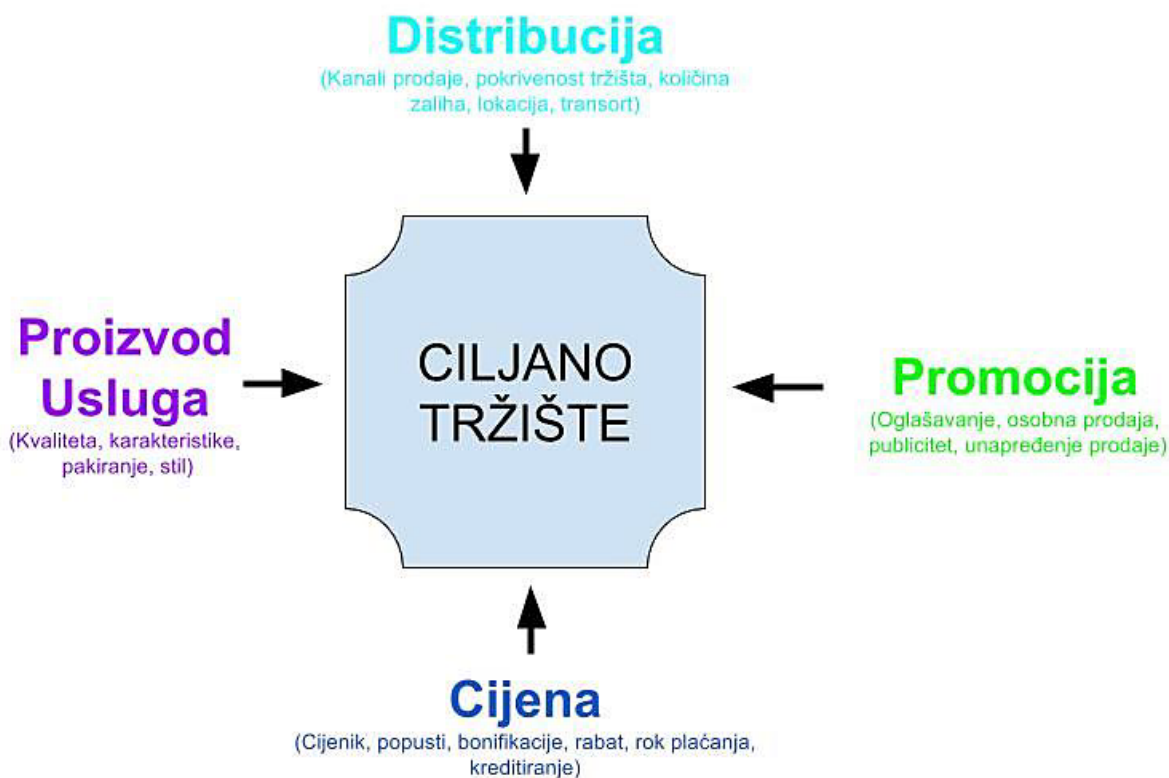 Distribucija
(Kanali prodaje, pokrivenost tržišta, količina
zaliha, lokacija, transort)
Proizvod
Usluga
(Kvaliteta, karakteristike,
pakiranje, stil)
CILJANO
TRŽIŠTE
Promocija
(Oglašavanje, osobna prodaja,
publicitet, unapređenje prodaje)
Cijena
(Cijenik, popusti, bonifikacije, rabat, rok plaćanja,
kreditiranje)